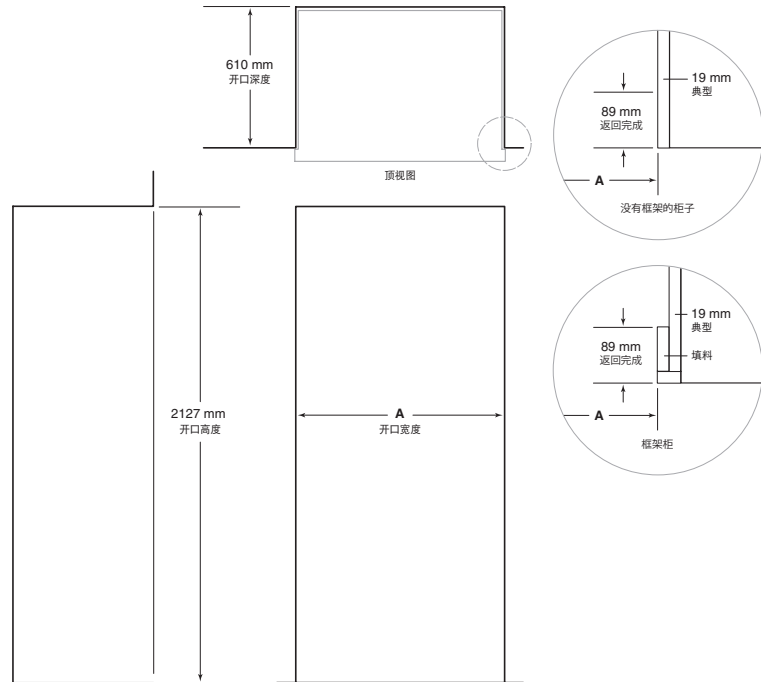 610 mm
开口深度
顶视图
19 mm
典型
89 mm
返回完成
A
没有框架的柜子
19 mm
典型
89 mm
返回完成
填料
A
框架柜
2127 mm
开口高度
A
开口宽度